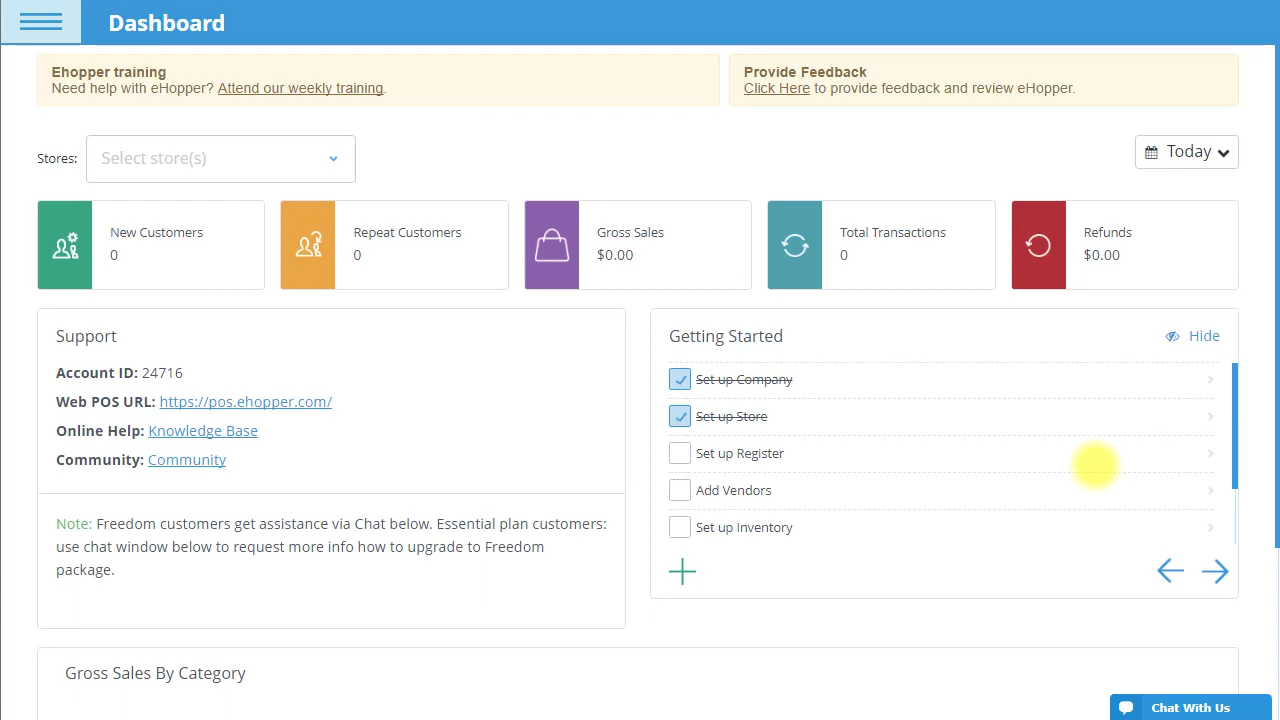 Dashboard
Ehopper training
Need help with eHopper? Attend our weekly training.
Provide Feedback
Click Here to provide feedback and review eHopper.
Stores:
Select store(s)
Today
New Customers
0
Repeat Customers
0
Gross Sales
$0.00
Total Transactions
0
Refunds
$0.00
Support
Account ID: 24716
Web POS URL: https://pos.ehopper.com/
Online Help: Knowledge Base
Community: Community
Note: Freedom customers get assistance via Chat below. Essential plan customers:
use chat window below to request more info how to upgrade to Freedom
package.
Getting Started
Hide
Set up Company
Set up Store
Set up Register
Add Vendors
Set up Inventory
Gross Sales By Category
Chat With Us